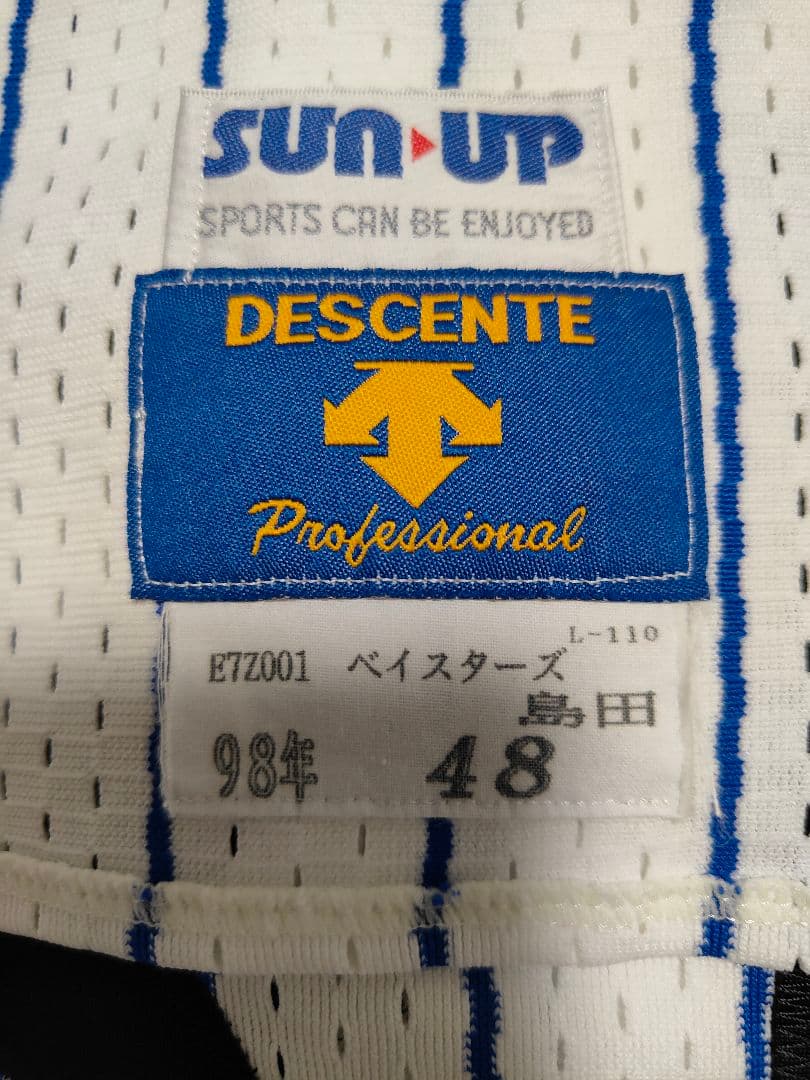 SUN▶UP
SPORTS CAN BE ENJOYED
DESCENTE
Professional
L-110
E7Z001 ベイスターズ
島田
98年 48